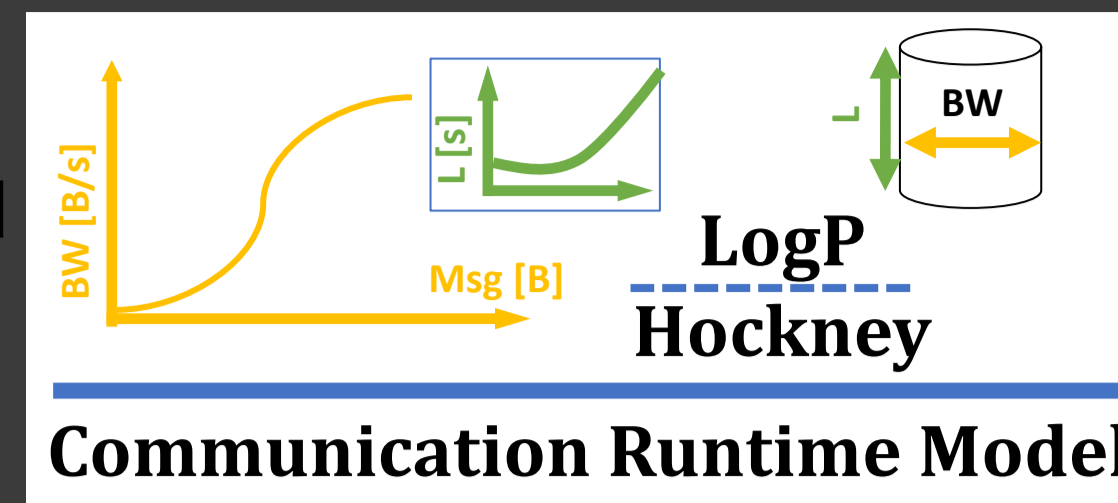 BW [B/s]
Msg [B]
L [s]
L
BW
LogP
Hockney
Communication Runtime Model